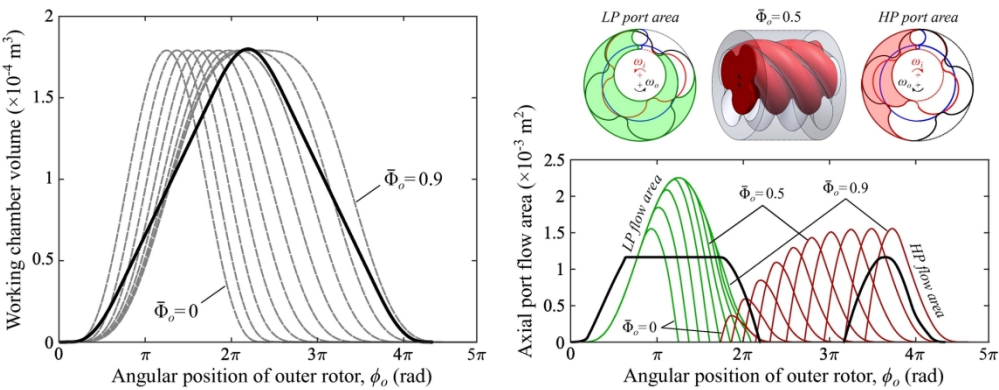 Working chamber volume (×10⁻⁴ m³)
2
1.5
1
0.5
0
Φ̄ₒ = 0.9
Φ̄ₒ = 0
0
π
2π
3π
4π
5π
Angular position of outer rotor, ϕₒ (rad)
LP port area
Φ̄ₒ = 0.5
HP port area
ωᵢ
ωₒ
ωᵢ
ωₒ
Axial port flow area (×10⁻³ m²)
2.5
2
1.5
1
0.5
0
LP flow area
Φ̄ₒ = 0.5
Φ̄ₒ = 0.9
HP flow area
Φ̄ₒ = 0
0
π
2π
3π
4π
5π
Angular position of outer rotor, ϕₒ (rad)